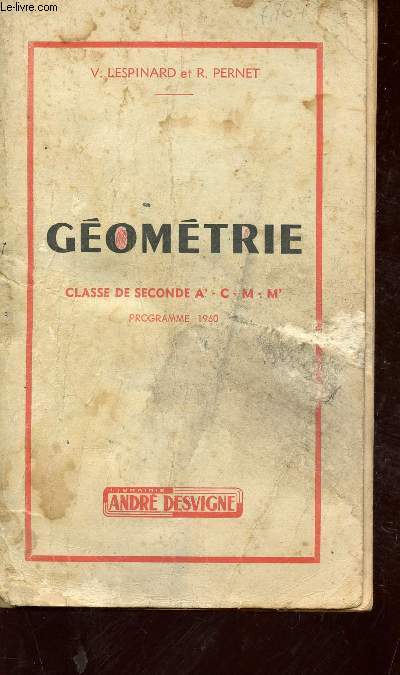 Le-livre.com
V. LESPINARD et R. PERNET
GÉOMÉTRIE
CLASSE DE SECONDE A' - C - M - M'
PROGRAMME 1960
LIBRAIRIE
ANDRÉ DESVIGNE